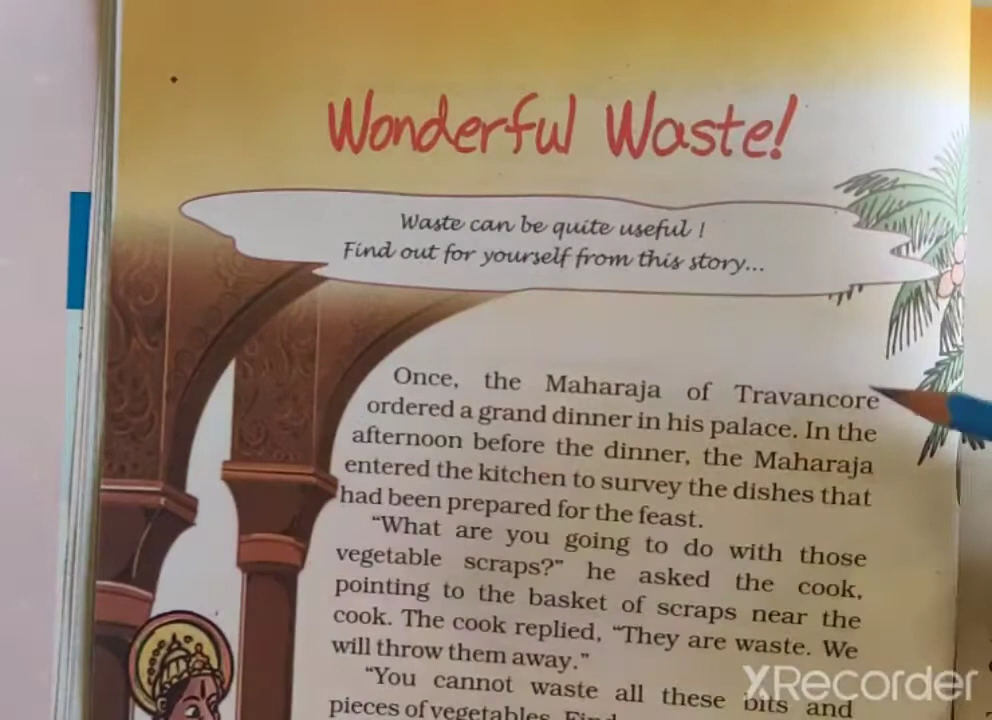 Wonderful Waste!
Waste can be quite useful !
Find out for yourself from this story...
Once, the Maharaja of Travancore
ordered a grand dinner in his palace. In the
afternoon before the dinner, the Maharaja
entered the kitchen to survey the dishes that
had been prepared for the feast.
“What are you going to do with those
vegetable scraps?” he asked the cook,
pointing to the basket of scraps near the
cook. The cook replied, “They are waste. We
will throw them away.”
“You cannot waste all these bits and
pieces of vegetables. Find
XRecorder